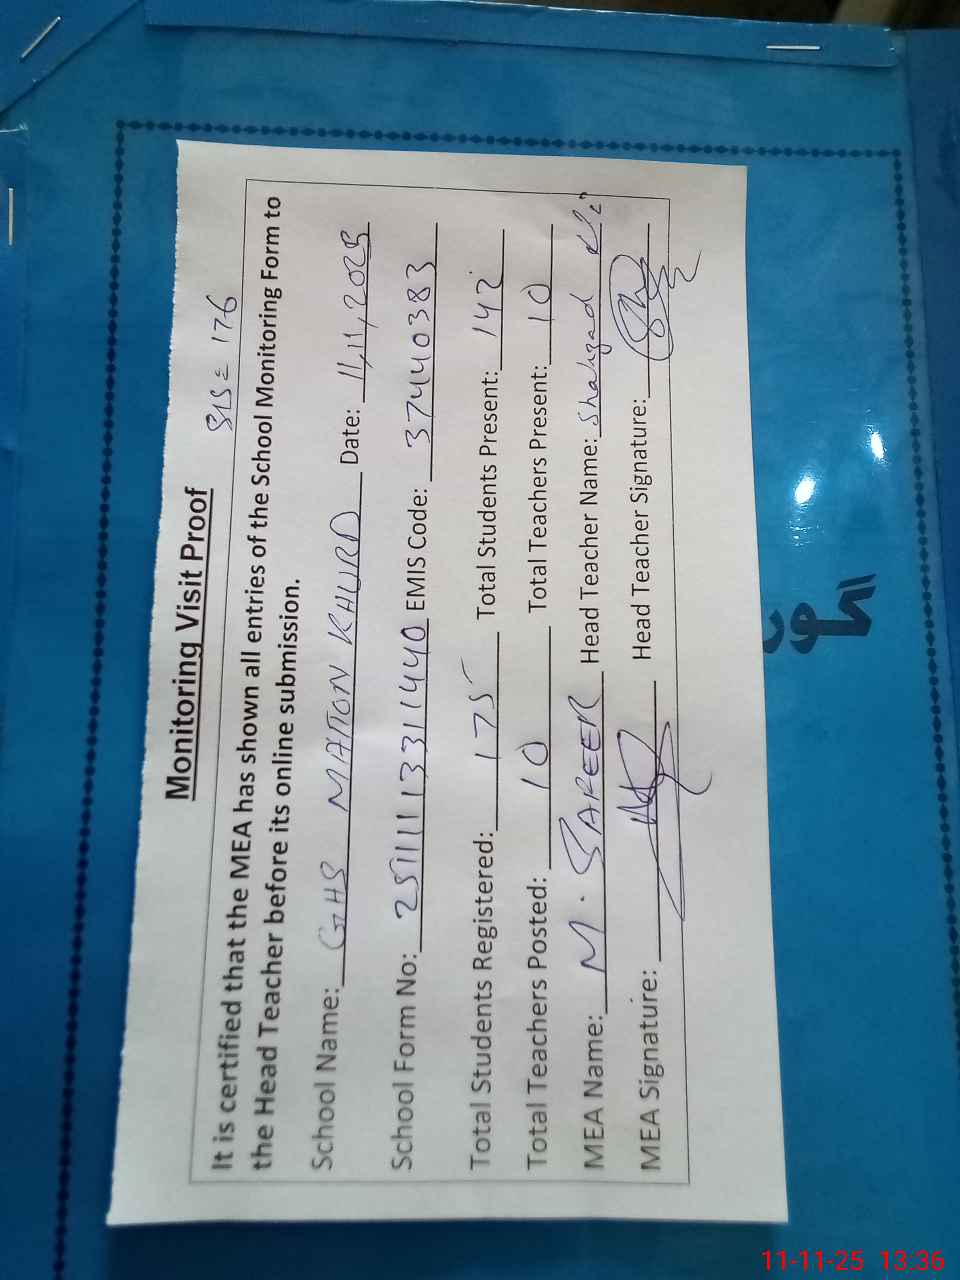 Monitoring Visit Proof
SIS = 176
It is certified that the MEA has shown all entries of the School Monitoring Form to
the Head Teacher before its online submission.
School Name: GHS MATTON KHURD Date: 11,11,2025
School Form No: 251111331440 EMIS Code: 37440383
Total Students Registered: 175 Total Students Present: 142
Total Teachers Posted: 10 Total Teachers Present: 10
MEA Name: M. SAFEER Head Teacher Name: Shahzad
MEA Signature: Head Teacher Signature:
11-11-25 13:36